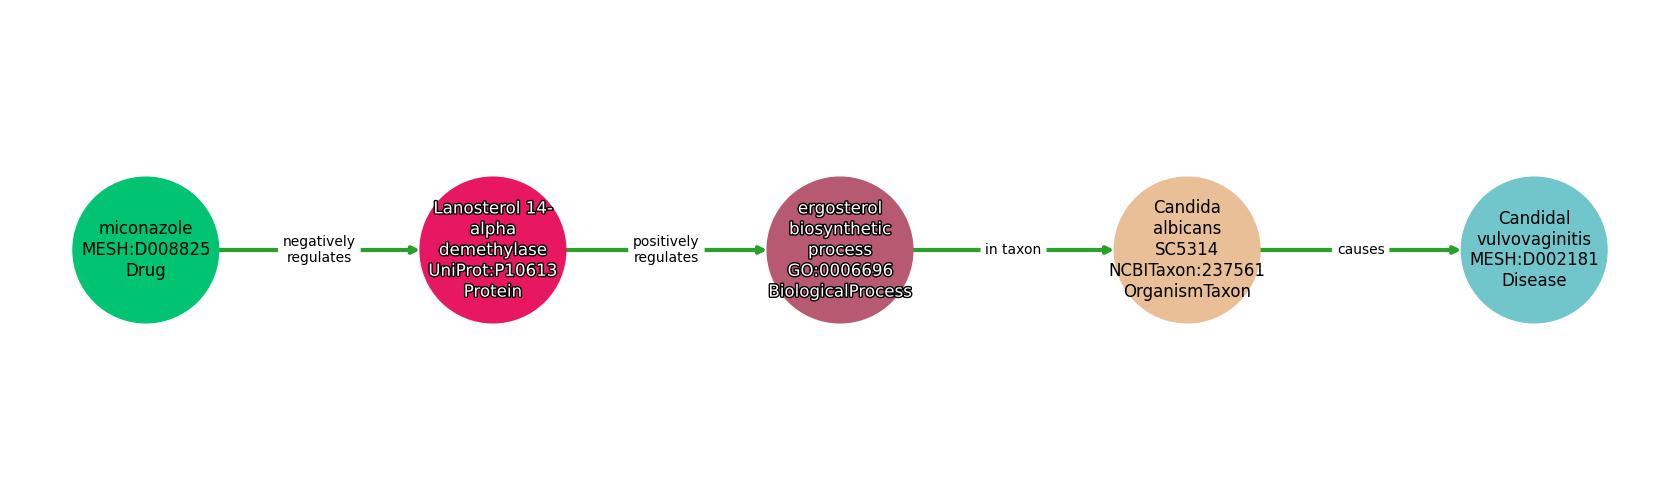 miconazole
MESH:D008825
Drug
negatively
regulates
Lanosterol 14-
alpha
demethylase
UniProt:P10613
Protein
positively
regulates
ergosterol
biosynthetic
process
GO:0006696
BiologicalProcess
in taxon
Candida
albicans
SC5314
NCBITaxon:237561
OrganismTaxon
causes
Candidal
vulvovaginitis
MESH:D002181
Disease